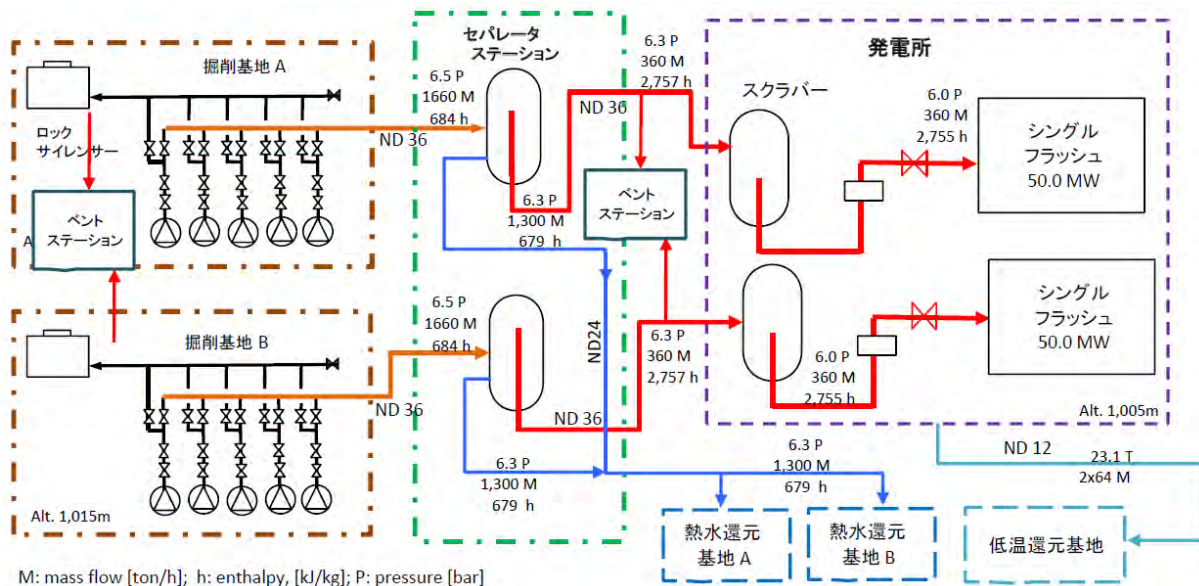 掘削基地 A
ロック
サイレンサー
ベント
ステーション
A
掘削基地 B
Alt. 1,015m
6.5 P
1660 M
684 h
ND 36
6.5 P
1660 M
684 h
ND 36
セパレータ
ステーション
6.3 P
1,300 M
679 h
ND24
6.3 P
1,300 M
679 h
ND 36
ND 36
6.3 P
360 M
2,757 h
ベント
ステーション
6.3 P
360 M
2,757 h
発電所
スクラバー
6.0 P
360 M
2,755 h
シングル
フラッシュ
50.0 MW
6.0 P
360 M
2,755 h
シングル
フラッシュ
50.0 MW
Alt. 1,005m
6.3 P
1,300 M
679 h
ND 12
23.1 T
2x64 M
熱水還元
基地 A
熱水還元
基地 B
低温還元基地
M: mass flow [ton/h]; h: enthalpy, [kJ/kg]; P: pressure [bar]